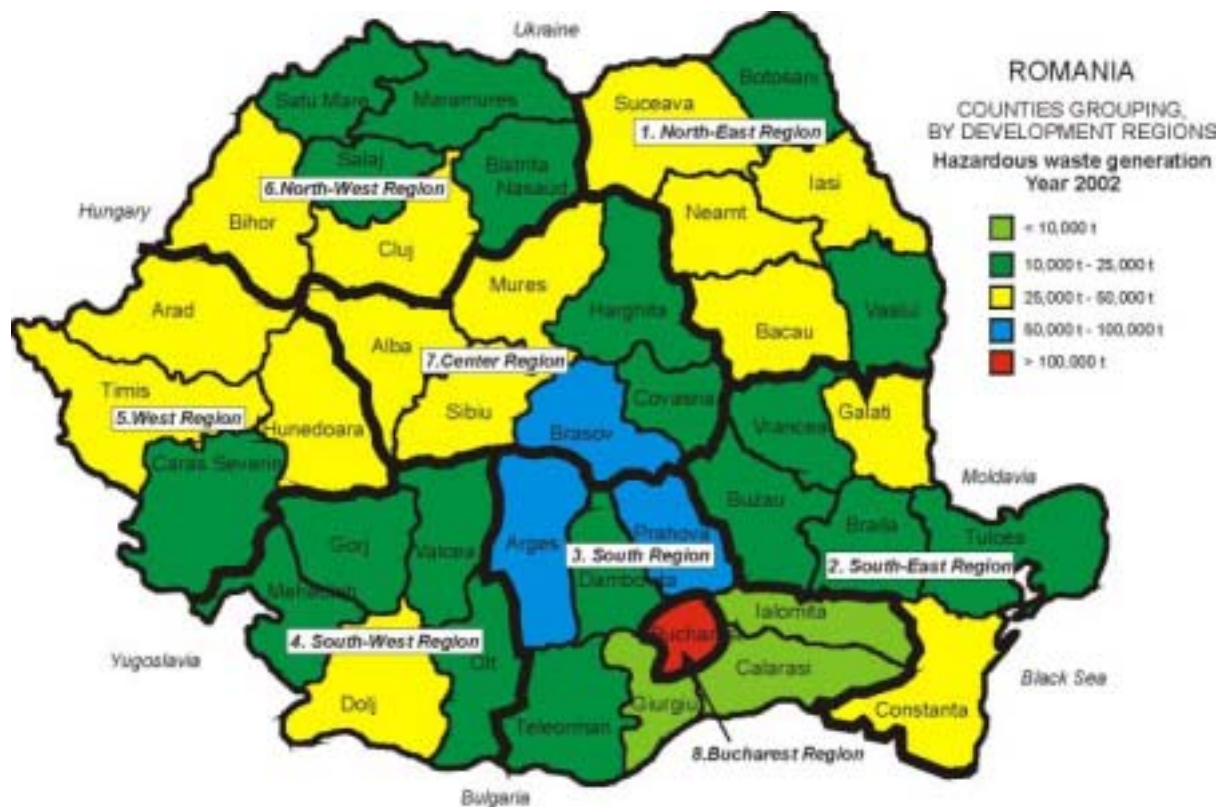 Ukraine
ROMANIA
COUNTIES GROUPING,
BY DEVELOPMENT REGIONS
Hazardous waste generation
Year 2002
< 10,000 t
10,000 t - 25,000 t
25,000 t - 50,000 t
50,000 t - 100,000 t
> 100,000 t
Botosani
Satu Mare
Maramures
Suceava
1. North-East Region
Salaj
Bistrita
Nasaud
Iasi
6.North-West Region
Hungary
Bihor
Neamt
Cluj
Mures
Arad
Harghita
Vaslui
Alba
Bacau
7.Center Region
Timis
5.West Region
Sibiu
Covasna
Galati
Hunedoara
Brasov
Vrancea
Caras Severin
Moldavia
Buzau
Braila
Tulcea
Gorj
Valcea
Arges
Prahova
3. South Region
2. South-East Region
Dambovita
Mehedinti
Ialomita
4. South-West Region
Olt
Yugoslavia
Calarasi
Black Sea
Dolj
Giurgiu
Constanta
Teleorman
8.Bucharest Region
Bulgaria